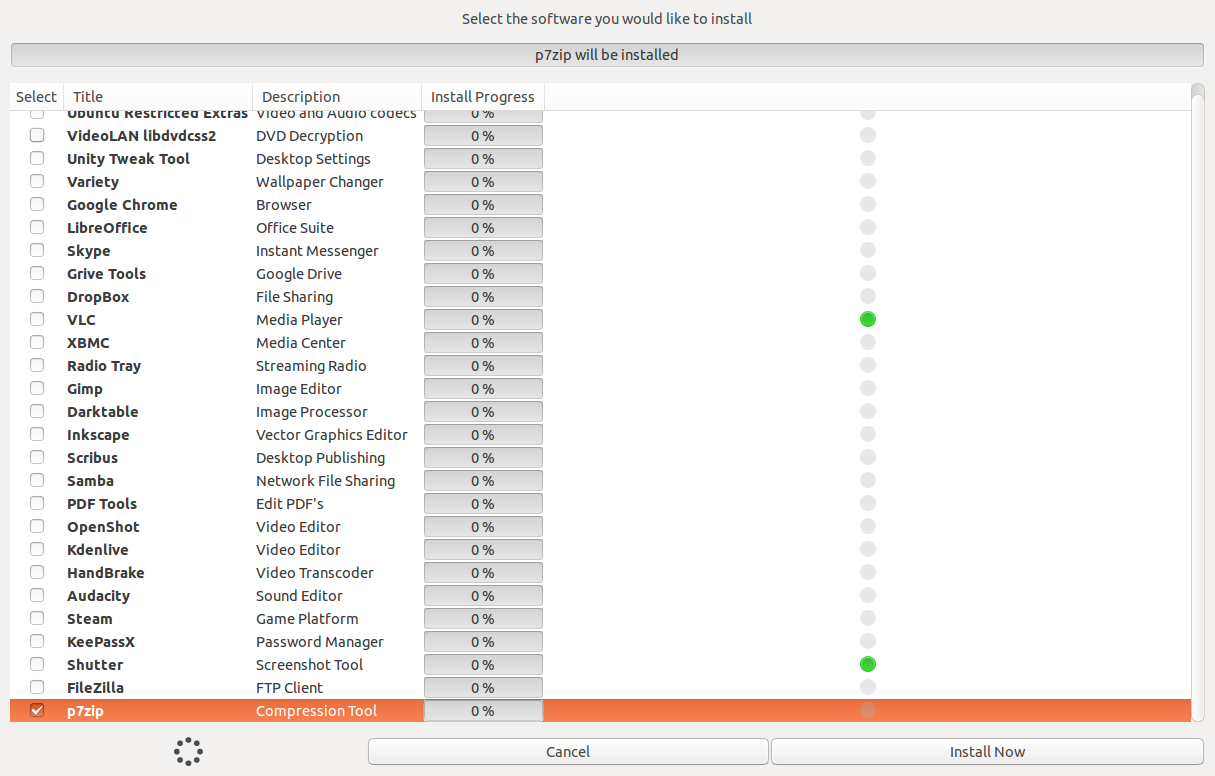 Select the software you would like to install
p7zip will be installed
Select Title Description Install Progress
Ubuntu Restricted Extras Video and Audio codecs 0 %
VideoLAN libdvdcss2 DVD Decryption 0 %
Unity Tweak Tool Desktop Settings 0 %
Variety Wallpaper Changer 0 %
Google Chrome Browser 0 %
LibreOffice Office Suite 0 %
Skype Instant Messenger 0 %
Grive Tools Google Drive 0 %
DropBox File Sharing 0 %
VLC Media Player 0 %
XBMC Media Center 0 %
Radio Tray Streaming Radio 0 %
Gimp Image Editor 0 %
Darktable Image Processor 0 %
Inkscape Vector Graphics Editor 0 %
Scribus Desktop Publishing 0 %
Samba Network File Sharing 0 %
PDF Tools Edit PDF's 0 %
OpenShot Video Editor 0 %
Kdenlive Video Editor 0 %
HandBrake Video Transcoder 0 %
Audacity Sound Editor 0 %
Steam Game Platform 0 %
KeePassX Password Manager 0 %
Shutter Screenshot Tool 0 %
FileZilla FTP Client 0 %
p7zip Compression Tool 0 %
Cancel Install Now